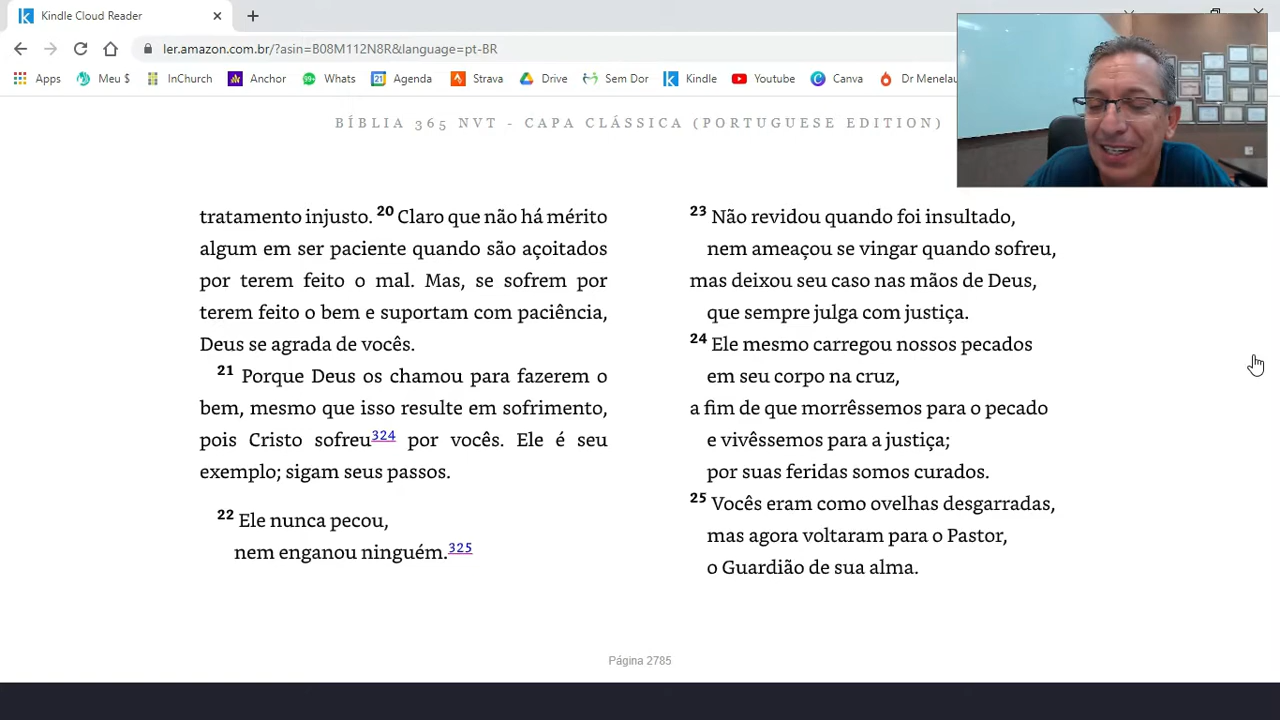 Kindle Cloud Reader
ler.amazon.com.br/?asin=B08M112N8R&language=pt-BR
Apps Meu $ InChurch Anchor Whats Agenda Strava Drive Sem Dor Kindle Youtube Canva Dr Menelau
BÍBLIA 365 NVT - CAPA CLÁSSICA (PORTUGUESE EDITION)
tratamento injusto. 20 Claro que não há mérito
algum em ser paciente quando são açoitados
por terem feito o mal. Mas, se sofrem por
terem feito o bem e suportam com paciência,
Deus se agrada de vocês.
21 Porque Deus os chamou para fazerem o
bem, mesmo que isso resulte em sofrimento,
pois Cristo sofreu324 por vocês. Ele é seu
exemplo; sigam seus passos.
22 Ele nunca pecou,
nem enganou ninguém.325
23 Não revidou quando foi insultado,
nem ameaçou se vingar quando sofreu,
mas deixou seu caso nas mãos de Deus,
que sempre julga com justiça.
24 Ele mesmo carregou nossos pecados
em seu corpo na cruz,
a fim de que morrêssemos para o pecado
e vivêssemos para a justiça;
por suas feridas somos curados.
25 Vocês eram como ovelhas desgarradas,
mas agora voltaram para o Pastor,
o Guardião de sua alma.
Página 2785